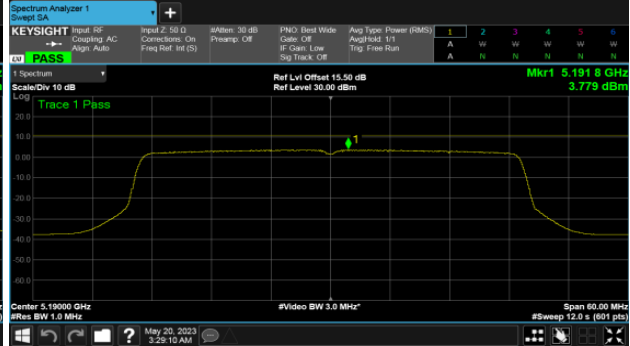 Spectrum Analyzer 1
Swept SA
+
KEYSIGHT Input: RF Input Z: 50 Ω #Atten: 30 dB PNO: Best Wide Avg Type: Power (RMS) 1 2 3 4 5 6
Coupling: AC Corrections: On Preamp: Off Gate: Off Avg|Hold: 1/1 A W W W W W
Align: Auto Freq Ref: Int (S) IF Gain: Low Trig: Free Run
Sig Track: Off A N N N N N
LXI PASS
1 Spectrum Ref Lvl Offset 15.50 dB Mkr1 5.191 8 GHz
Scale/Div 10 dB Ref Level 30.00 dBm 3.779 dBm
Log
Trace 1 Pass
20.0
10.0
1
0.00
-10.0
-20.0
-30.0
-40.0
-50.0
-60.0
Center 5.19000 GHz #Video BW 3.0 MHz* Span 60.00 MHz
#Res BW 1.0 MHz #Sweep 12.0 s (601 pts)
? May 20, 2023
3:29:10 AM